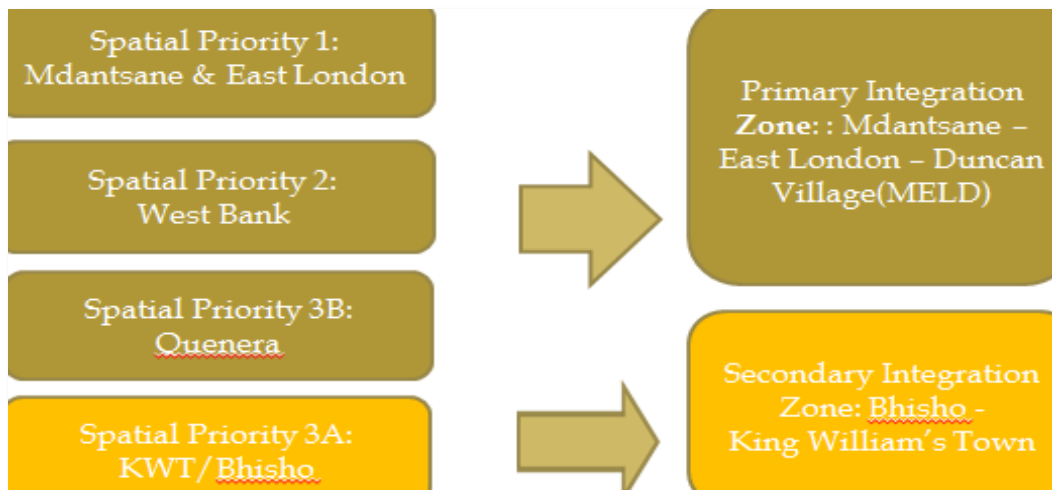 Spatial Priority 1:
Mdantsane & East London
Spatial Priority 2:
West Bank
Spatial Priority 3B:
Quenera
Spatial Priority 3A:
KWT/Bhisho
Primary Integration
Zone: : Mdantsane –
East London – Duncan
Village(MELD)
Secondary Integration
Zone: Bhisho -
King William's Town